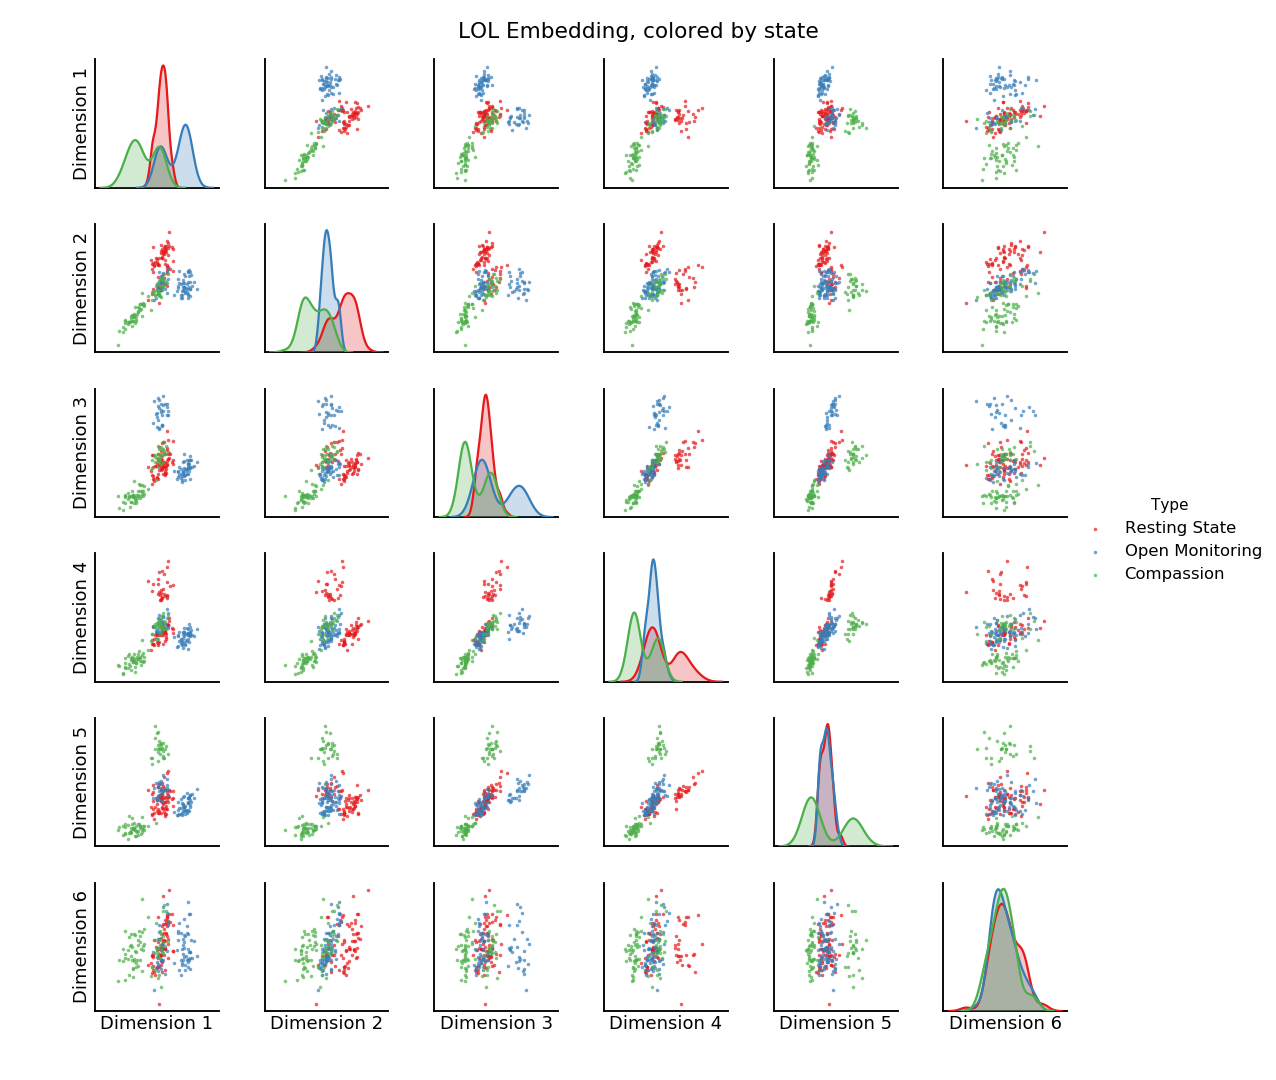 LOL Embedding, colored by state
Dimension 1
Dimension 2
Dimension 3
Dimension 4
Dimension 5
Dimension 6
Dimension 1
Dimension 2
Dimension 3
Dimension 4
Dimension 5
Dimension 6
Type
Resting State
Open Monitoring
Compassion